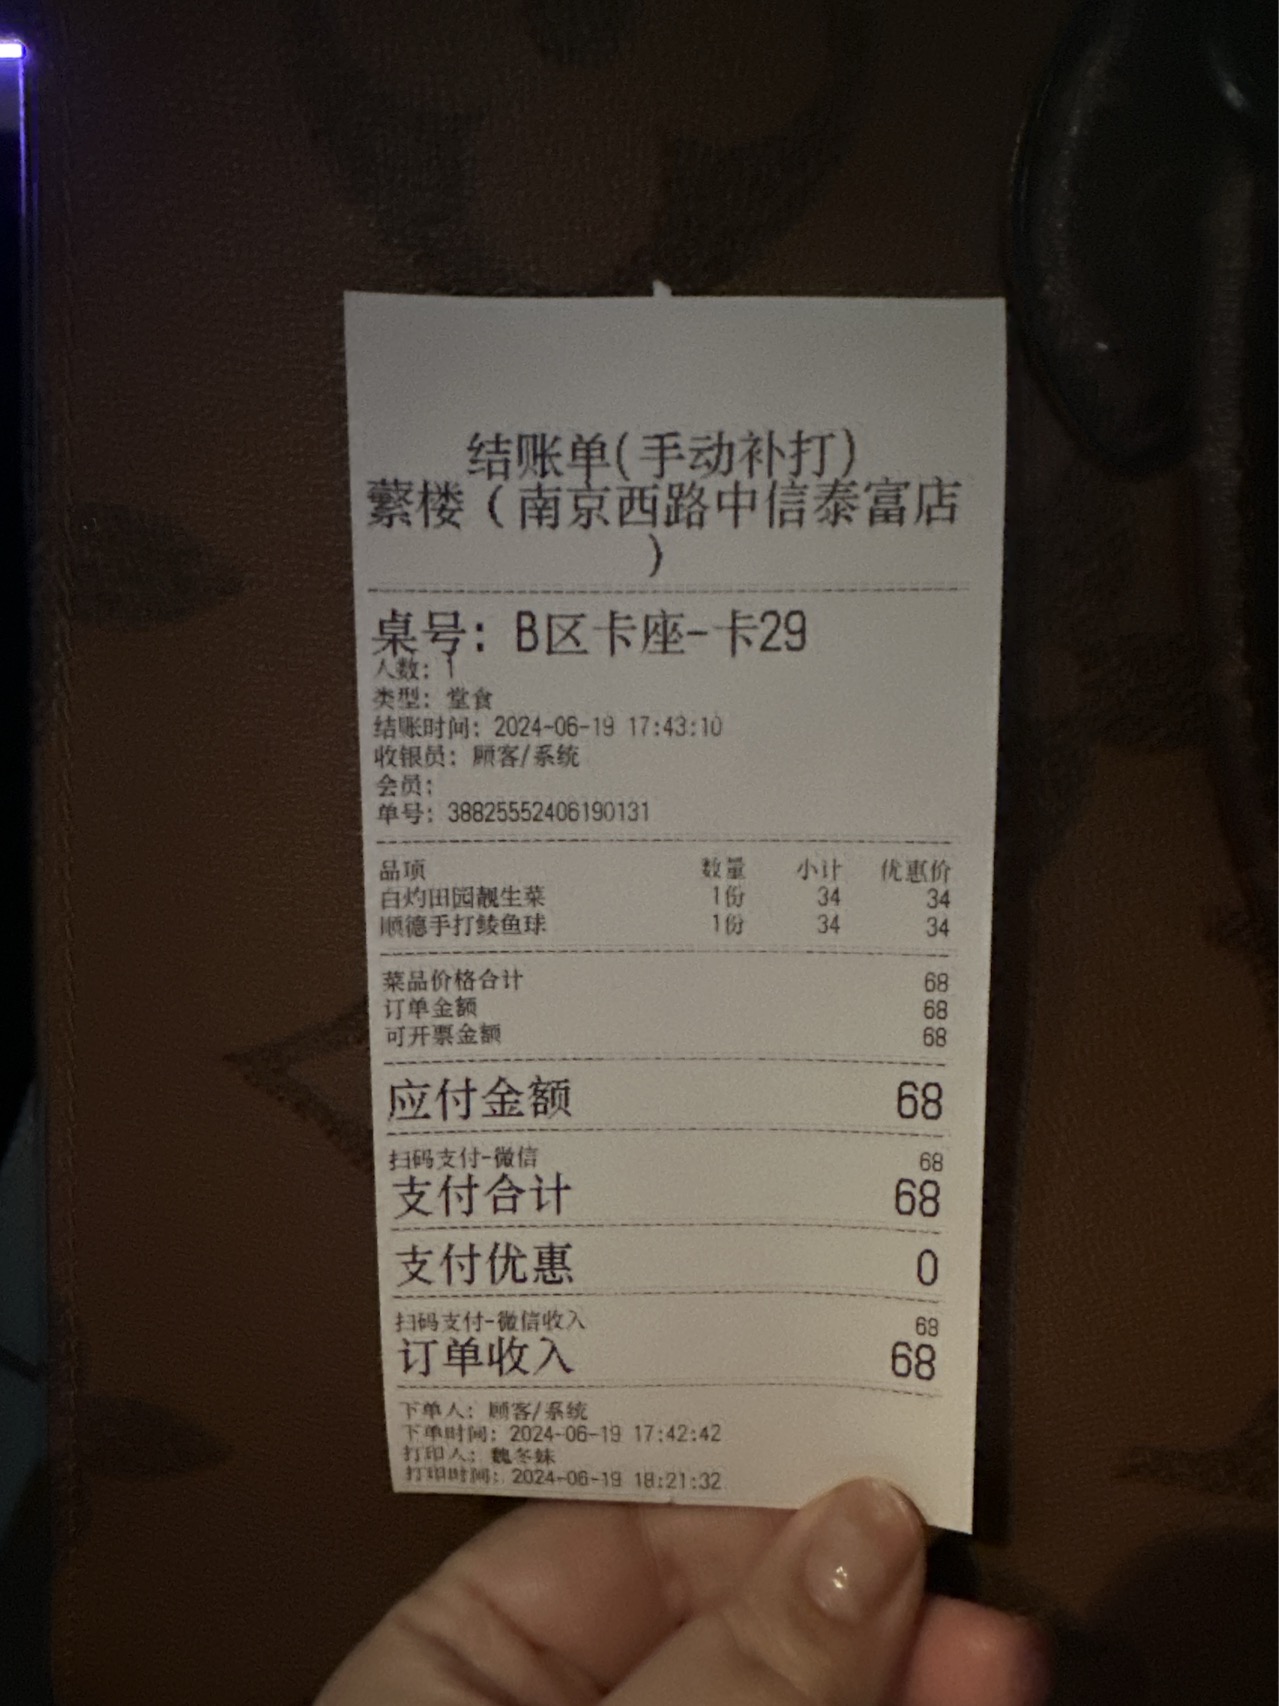 结账单(手动补打)
蘩楼（南京西路中信泰富店
）
桌号: B区卡座-卡29
人数: 1
类型: 堂食
结账时间: 2024-06-19 17:43:10
收银员: 顾客/系统
会员:
单号: 38825552406190131
品项 数量 小计 优惠价
白灼田园靓生菜 1份 34 34
顺德手打鲮鱼球 1份 34 34
菜品价格合计 68
订单金额 68
可开票金额 68
应付金额 68
扫码支付-微信 68
支付合计 68
支付优惠 0
扫码支付-微信收入 68
订单收入 68
下单人: 顾客/系统
下单时间: 2024-06-19 17:42:42
打印人: 魏冬妹
打印时间: 2024-06-19 18:21:32